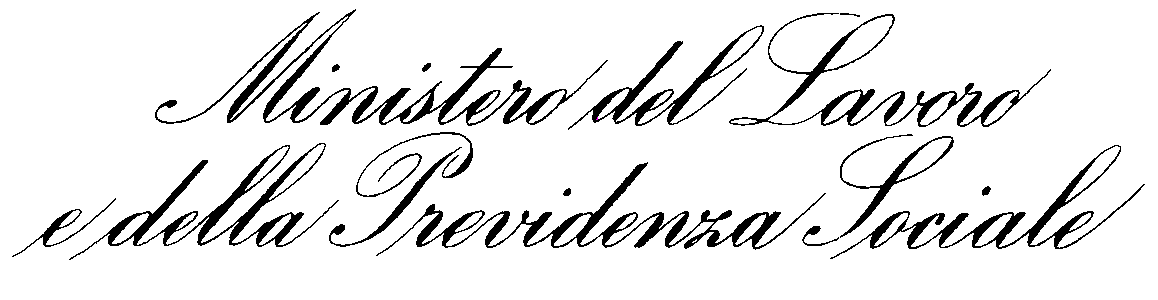 Ministero del Lavoro
e della Previdenza Sociale